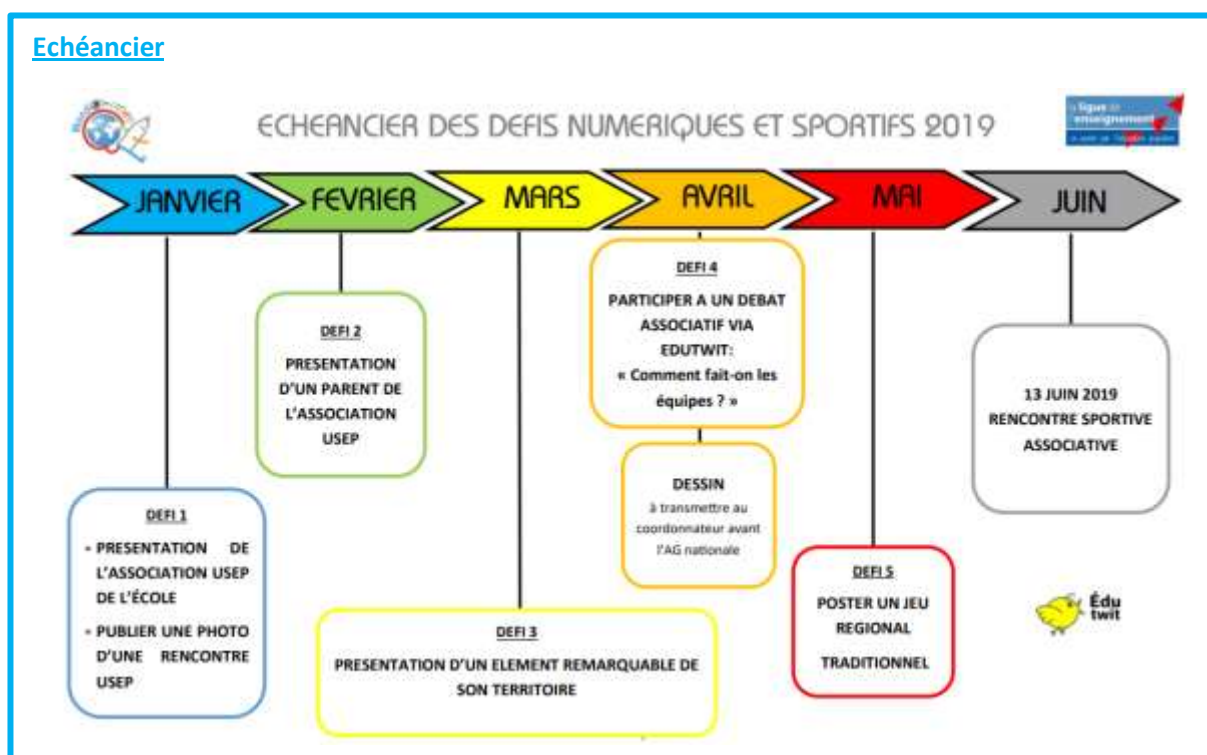 Echéancier
ECHEANCIER DES DEFIS NUMERIQUES ET SPORTIFS 2019
la ligue de
l'enseignement
JANVIER
FEVRIER
MARS
AVRIL
MAI
JUIN
DEFI 1
- PRESENTATION DE
L'ASSOCIATION USEP
DE L'ÉCOLE
- PUBLIER UNE PHOTO
D'UNE RENCONTRE
USEP
DEFI 2
PRESENTATION
D'UN PARENT DE
L'ASSOCIATION
USEP
DEFI 3
PRESENTATION D'UN ELEMENT REMARQUABLE DE
SON TERRITOIRE
DEFI 4
PARTICIPER A UN DEBAT
ASSOCIATIF VIA
EDUTWIT:
« Comment fait-on les
équipes ? »
DESSIN
à transmettre au
coordonnateur avant
l'AG nationale
DEFI 5
POSTER UN JEU
REGIONAL
TRADITIONNEL
13 JUIN 2019
RENCONTRE SPORTIVE
ASSOCIATIVE
Édu
twit